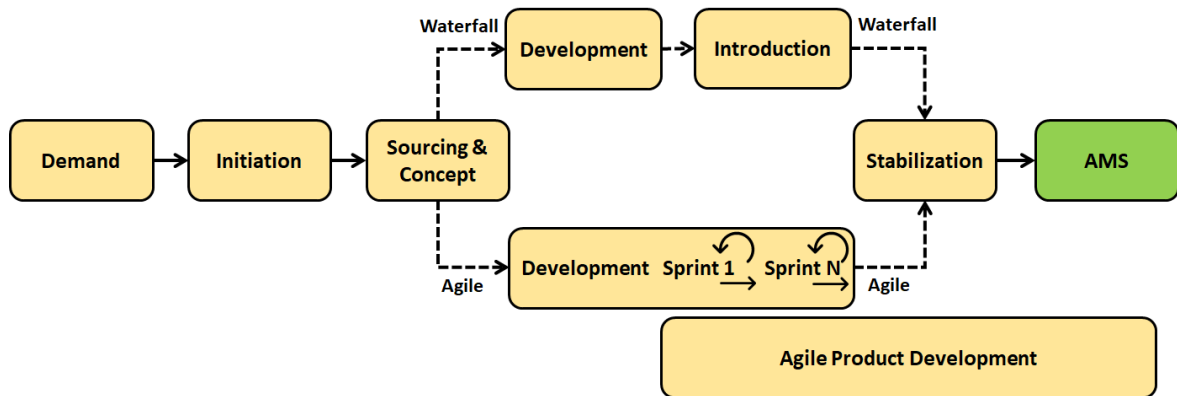 Waterfall
Development
Introduction
Waterfall
Demand
Initiation
Sourcing &
Concept
Stabilization
AMS
Development Sprint 1 Sprint N
Agile
Agile
Agile Product Development